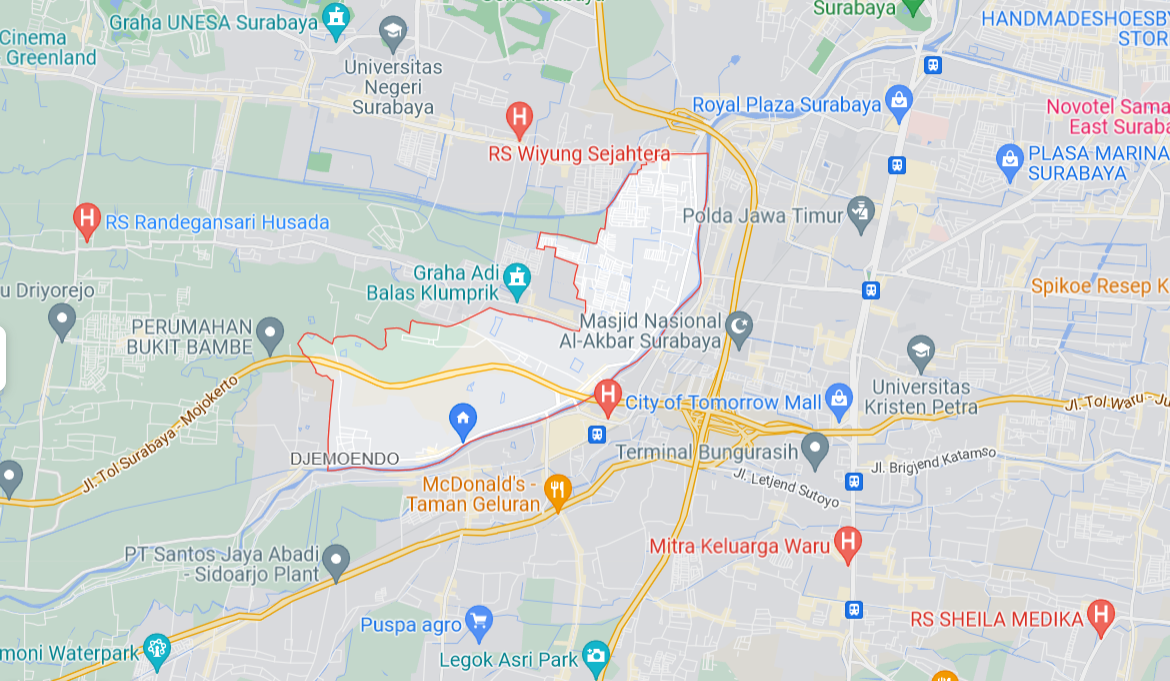 Surabaya
Graha UNESA Surabaya
HANDMADESHOESB
STOR
Cinema
Greenland
Universitas
Negeri
Surabaya
Royal Plaza Surabaya
Novotel Sama
East Suraba
H
RS Wiyung Sejahtera
PLASA MARINA
SURABAYA
H
RS Randegansari Husada
Polda Jawa Timur
Graha Adi
Balas Klumprik
u Driyorejo
Spikoe Resep K
PERUMAHAN
BUKIT BAMBE
Masjid Nasional
Al-Akbar Surabaya
Universitas
Kristen Petra
H
City of Tomorrow Mall
Jl. Tol Waru - Ju
Jl. Tol Surabaya - Mojokerto
DJEMOENDO
Terminal Bungurasih
Jl. Brigjend Katamso
Jl. Letjend Sutoyo
McDonald's -
Taman Geluran
Mitra Keluarga Waru
H
PT Santos Jaya Abadi
- Sidoarjo Plant
RS SHEILA MEDIKA
H
Puspa agro
moni Waterpark
Legok Asri Park